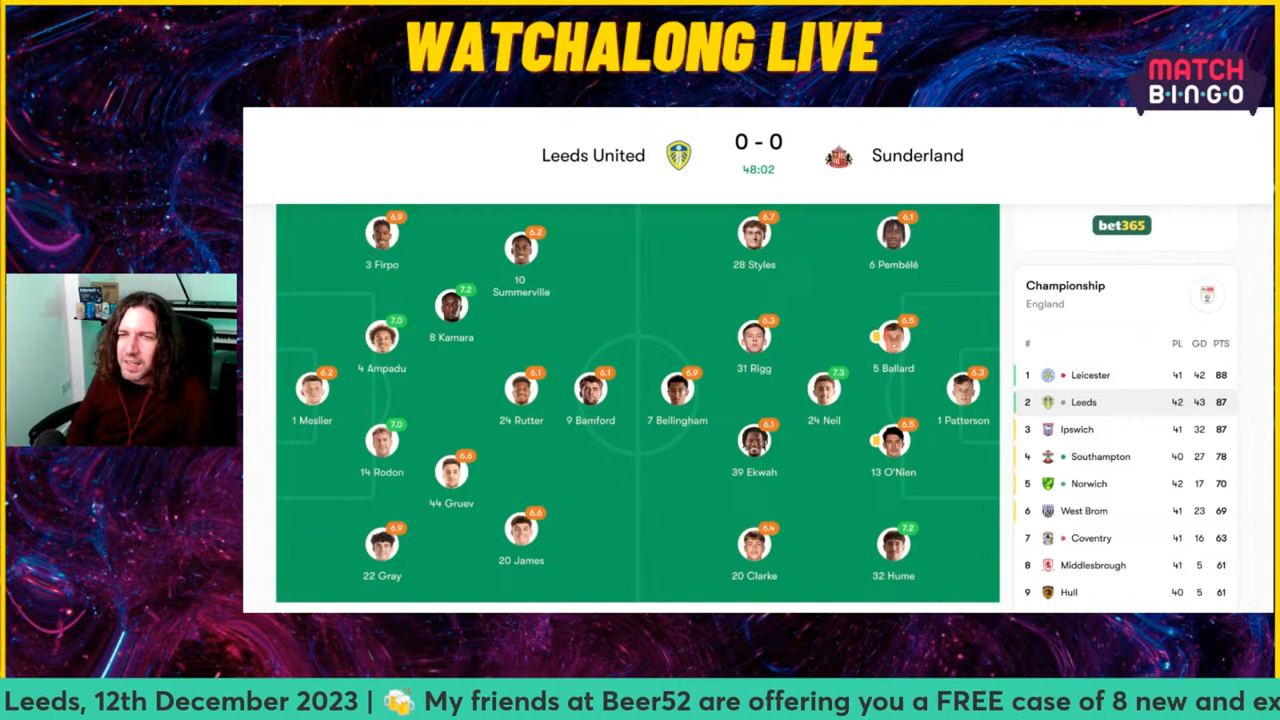 WATCHALONG LIVE
MATCH
B·I·N·G·O
Leeds United
0 - 0
48:02
Sunderland
6.9
3 Firpo
6.2
10
Summerville
7.2
8 Kamara
7.0
4 Ampadu
6.2
1 Meslier
6.1
24 Rutter
6.1
9 Bamford
7.0
14 Rodon
6.6
44 Gruev
6.9
22 Gray
6.6
20 James
6.7
28 Styles
6.1
6 Pembélé
6.3
31 Rigg
6.5
5 Ballard
6.9
7 Bellingham
7.3
24 Neil
6.3
1 Patterson
6.1
39 Ekwah
6.5
13 O'Nien
6.4
20 Clarke
7.2
32 Hume
bet365
Championship
England
# PL GD PTS
1 Leicester 41 42 88
2 Leeds 42 43 87
3 Ipswich 41 32 87
4 Southampton 40 27 78
5 Norwich 42 17 70
6 West Brom 41 23 69
7 Coventry 41 16 63
8 Middlesbrough 41 5 61
9 Hull 40 5 61
Leeds, 12th December 2023 | 🍻 My friends at Beer52 are offering you a FREE case of 8 new and ex